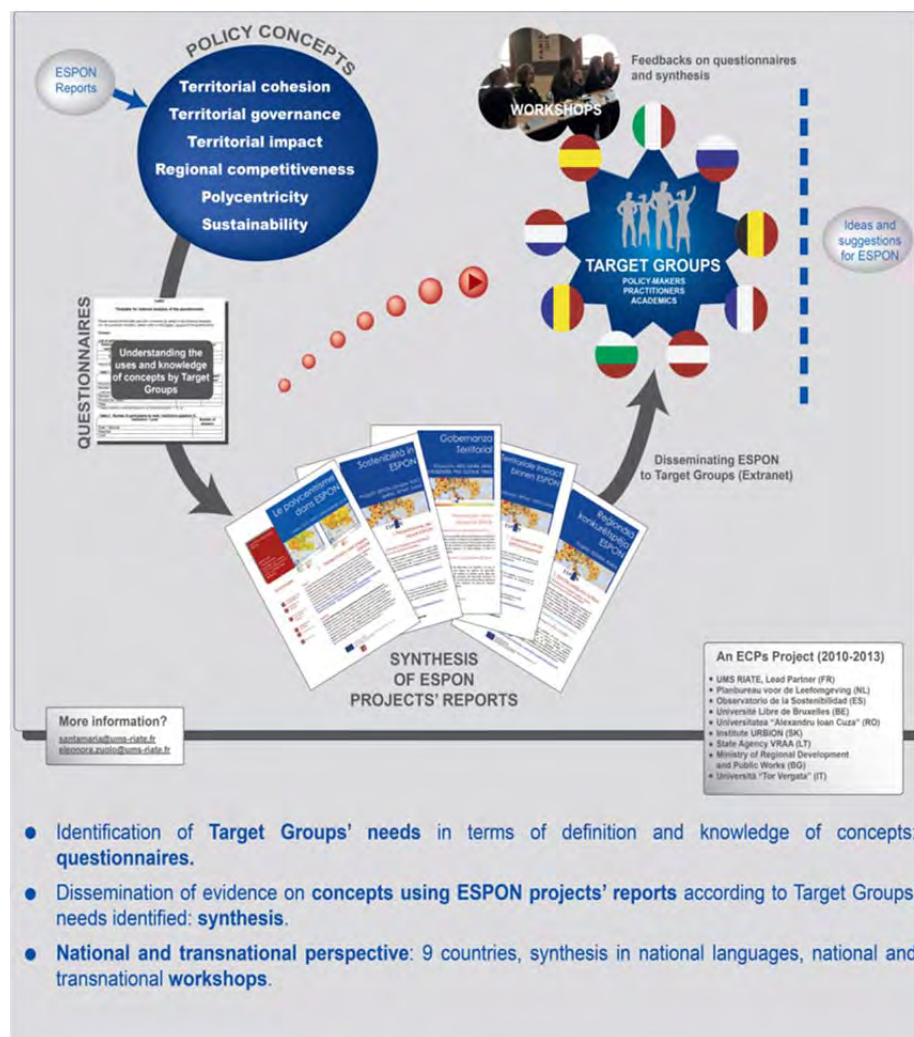 POLICY CONCEPTS
ESPON
Reports
Territorial cohesion
Territorial governance
Territorial impact
Regional competitiveness
Polycentricity
Sustainability
WORKSHOPS
Feedbacks on questionnaires
and synthesis
TARGET GROUPS
POLICY-MAKERS
PRACTITIONERS
ACADEMICS
Ideas and
suggestions
for ESPON
QUESTIONNAIRES
Understanding the
uses and knowledge
of concepts by Target
Groups
Disseminating ESPON
to Target Groups (Extranet)
Le polycentrisme
dans ESPON
Sostenibilità in
ESPON
Gobernanza
Territorial
Territoriale Impact
binnen ESPON
ESPON
SYNTHESIS
OF ESPON
PROJECTS' REPORTS
More information?
santamaria@ums-riate.fr
eleonora.zuolo@ums-riate.fr
An ECPs Project (2010-2013)
• UMS RIATE, Lead Partner (FR)
• Planbureau voor de Leefomgeving (NL)
• Observatorio de la Sostenibilidad (ES)
• Université Libre de Bruxelles (BE)
• Universitatea "Alexandru Ioan Cuza" (RO)
• Institute URBION (SK)
• State Agency VRAA (LT)
• Ministry of Regional Development
and Public Works (BG)
• Università "Tor Vergata" (IT)
• Identification of Target Groups' needs in terms of definition and knowledge of concepts:
questionnaires.
• Dissemination of evidence on concepts using ESPON projects' reports according to Target Groups
needs identified: synthesis.
• National and transnational perspective: 9 countries, synthesis in national languages, national and
transnational workshops.